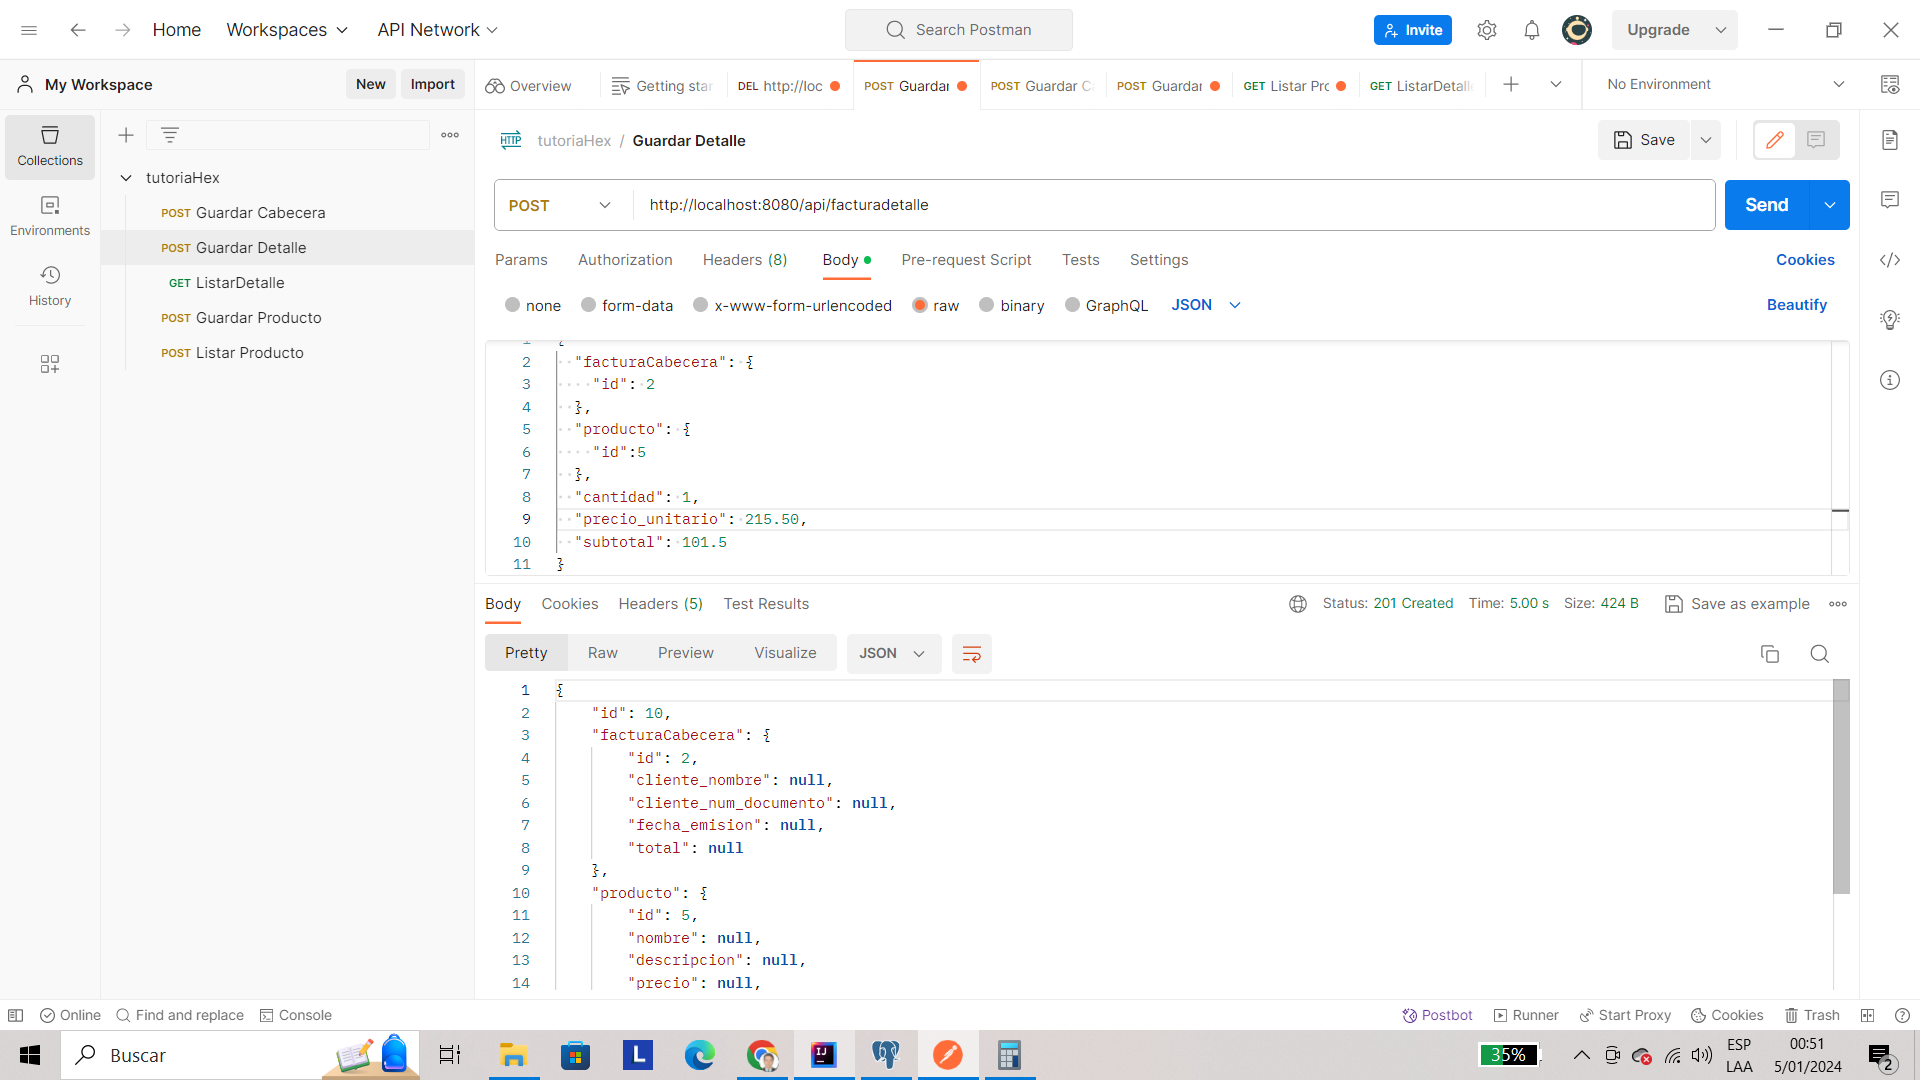 Home
Workspaces
API Network
Search Postman
Invite
Upgrade
My Workspace
New
Import
Overview
Getting star
DEL http://loc
POST Guardar
POST Guardar C
POST Guardar
GET Listar Pro
GET ListarDetalle
No Environment
Collections
Environments
History
tutoriaHex
POST Guardar Cabecera
POST Guardar Detalle
GET ListarDetalle
POST Guardar Producto
POST Listar Producto
HTTP
tutoriaHex / Guardar Detalle
Save
POST
http://localhost:8080/api/facturadetalle
Send
Params
Authorization
Headers (8)
Body
Pre-request Script
Tests
Settings
Cookies
none
form-data
x-www-form-urlencoded
raw
binary
GraphQL
JSON
Beautify
2 "facturaCabecera": {
3 "id": 2
4 },
5 "producto": {
6 "id":5
7 },
8 "cantidad": 1,
9 "precio_unitario": 215.50,
10 "subtotal": 101.5
11 }
Body
Cookies
Headers (5)
Test Results
Status: 201 Created
Time: 5.00 s
Size: 424 B
Save as example
Pretty
Raw
Preview
Visualize
JSON
1 {
2 "id": 10,
3 "facturaCabecera": {
4 "id": 2,
5 "cliente_nombre": null,
6 "cliente_num_documento": null,
7 "fecha_emision": null,
8 "total": null
9 },
10 "producto": {
11 "id": 5,
12 "nombre": null,
13 "descripcion": null,
14 "precio": null,
Online
Find and replace
Console
Postbot
Runner
Start Proxy
Cookies
Trash
Buscar
L
IJ
35%
ESP
LAA
00:51
5/01/2024
2